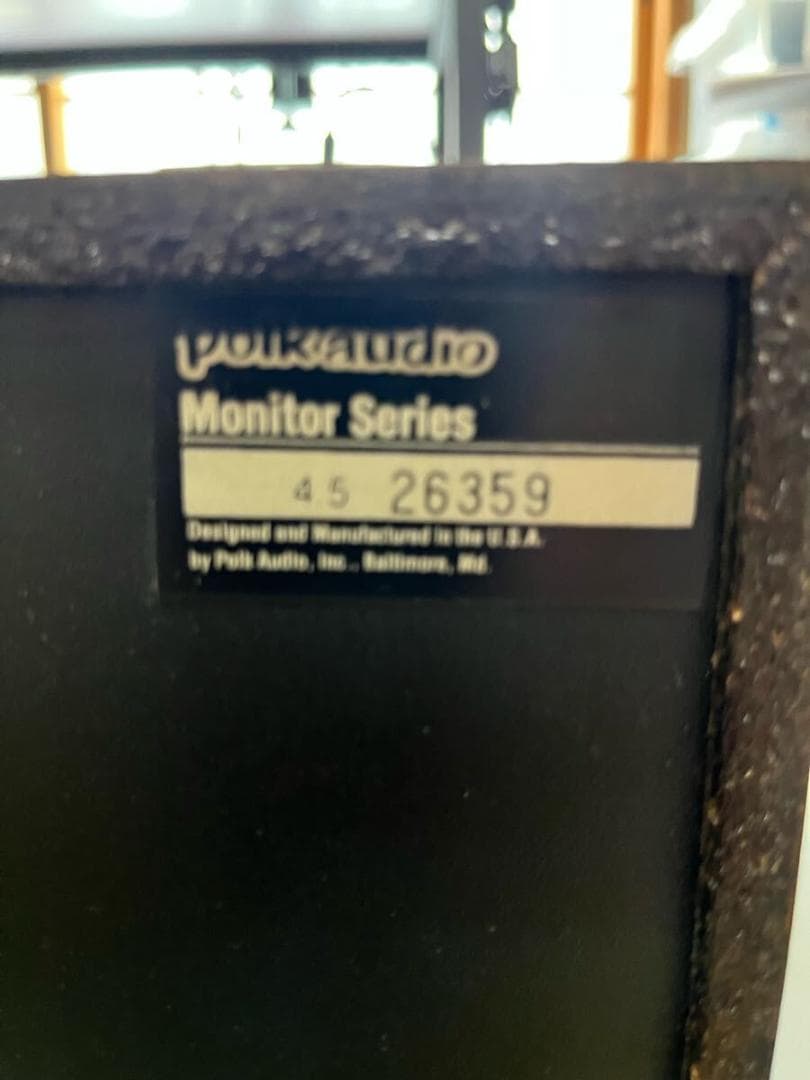 polkaudio
Monitor Series
45 26359
Designed and Manufactured in the U.S.A.
by Polk Audio, Inc., Baltimore, Md.